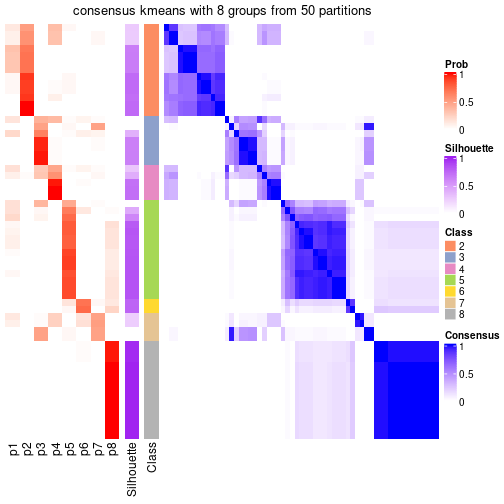 consensus kmeans with 8 groups from 50 partitions
Prob
1
0.5
0
Silhouette
1
0.5
0
Class
2
3
4
5
6
7
8
Consensus
1
0.5
0
p1
p2
p3
p4
p5
p6
p7
p8
Silhouette
Class